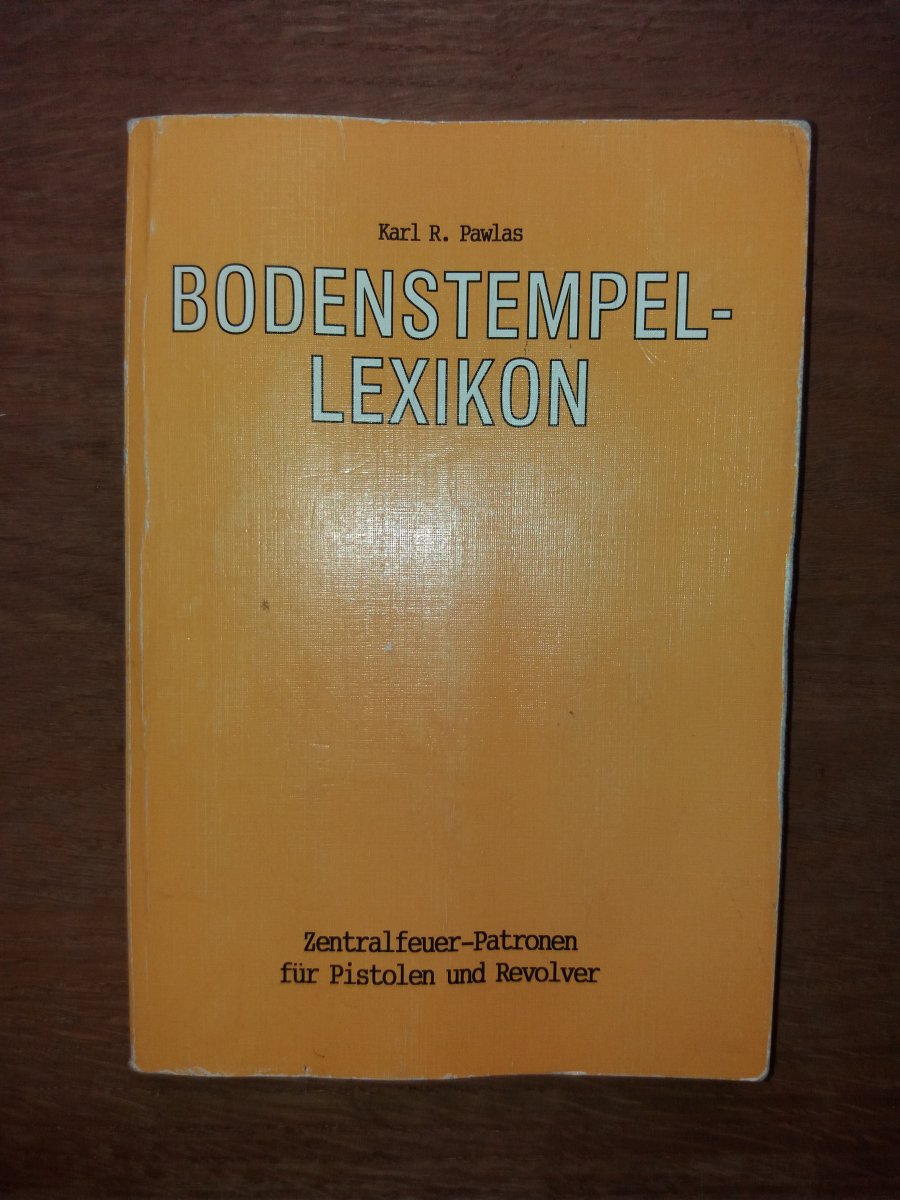 Karl R. Pawlas
BODENSTEMPEL-
LEXIKON
Zentralfeuer-Patronen
für Pistolen und Revolver